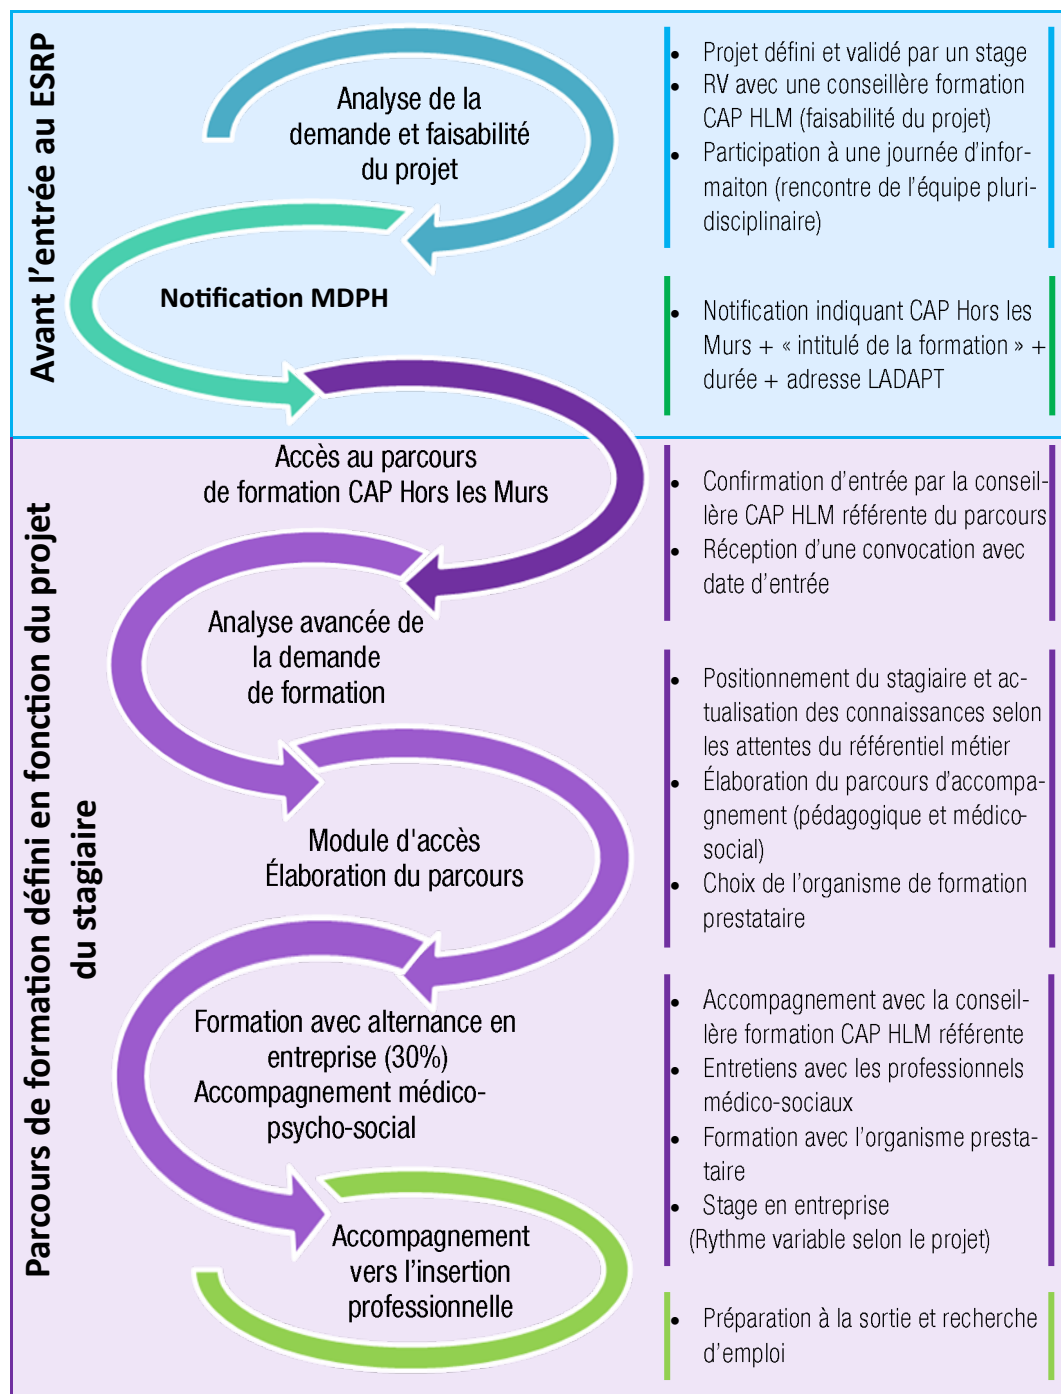 Avant l'entrée au ESRP
Analyse de la
demande et faisabilité
du projet
• Projet défini et validé par un stage
• RV avec une conseillère formation
CAP HLM (faisabilité du projet)
• Participation à une journée d'infor-
maiton (rencontre de l'équipe pluri-
disciplinaire)
Notification MDPH
• Notification indiquant CAP Hors les
Murs + « intitulé de la formation » +
durée + adresse LADAPT
Parcours de formation défini en fonction du projet
du stagiaire
Accès au parcours
de formation CAP Hors les Murs
• Confirmation d'entrée par la conseil-
lère CAP HLM référente du parcours
• Réception d'une convocation avec
date d'entrée
Analyse avancée de
la demande
de formation
• Positionnement du stagiaire et ac-
tualisation des connaissances selon
les attentes du référentiel métier
• Élaboration du parcours d'accompa-
gnement (pédagogique et médico-
social)
• Choix de l'organisme de formation
prestataire
Module d'accès
Élaboration du parcours
Formation avec alternance en
entreprise (30%)
Accompagnement médico-
psycho-social
• Accompagnement avec la conseil-
lère formation CAP HLM référente
• Entretiens avec les professionnels
médico-sociaux
• Formation avec l'organisme presta-
taire
• Stage en entreprise
(Rythme variable selon le projet)
Accompagnement
vers l'insertion
professionnelle
• Préparation à la sortie et recherche
d'emploi